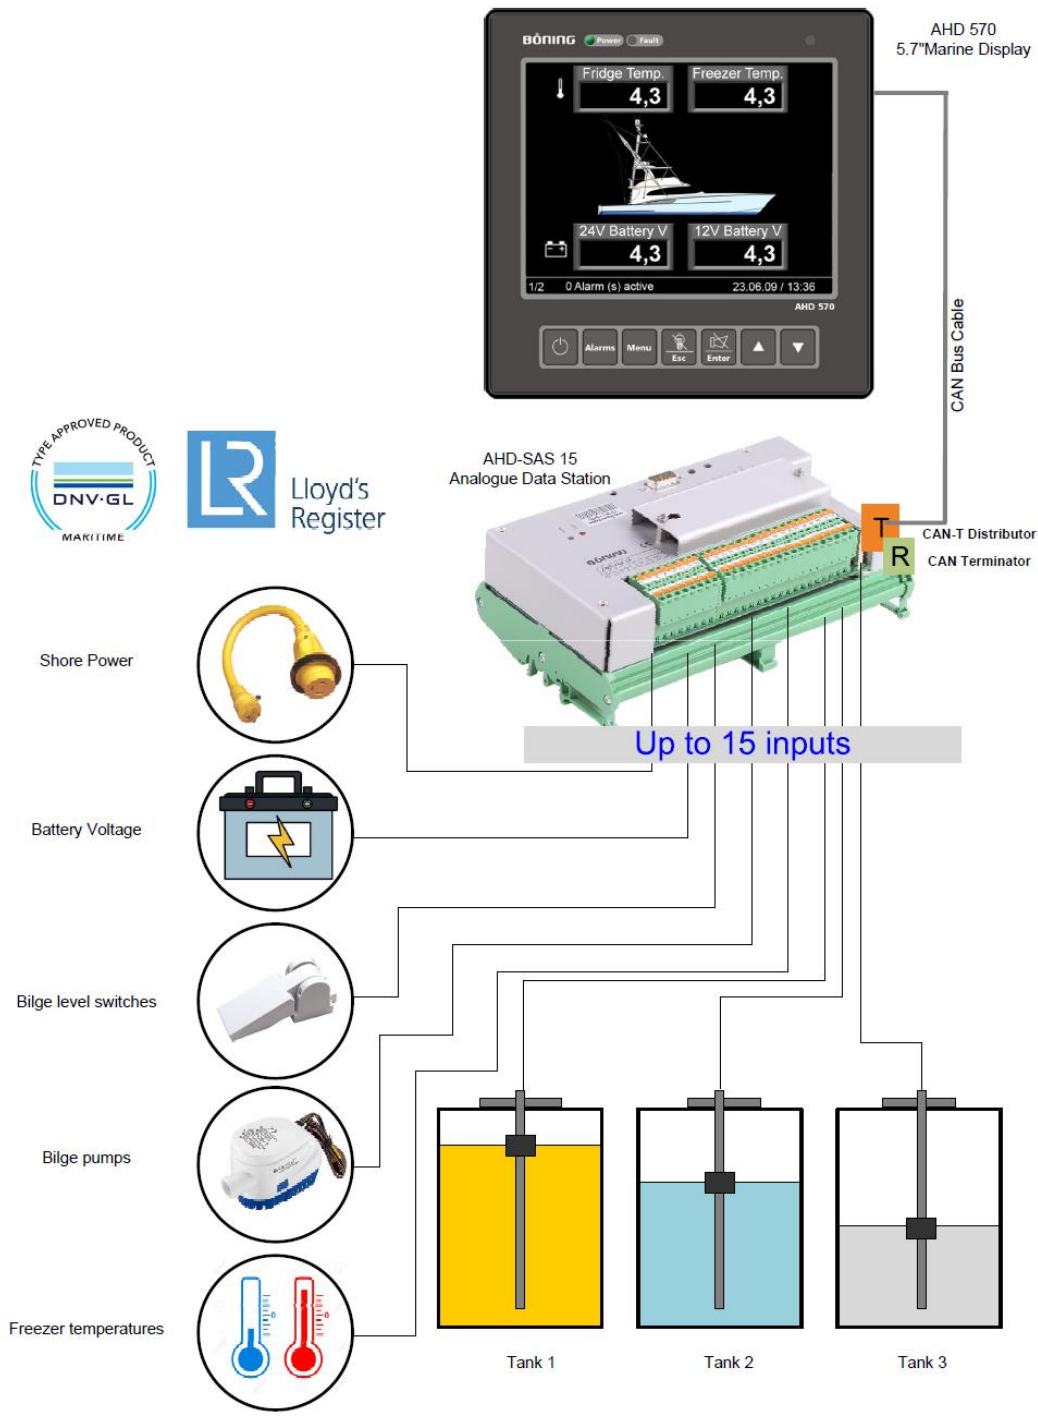 AHD 570
5.7"Marine Display
BÖNING
Power
Fault
Fridge Temp.
Freezer Temp.
4,3
4,3
24V Battery V
12V Battery V
4,3
4,3
1/2
0 Alarm (s) active
23.06.09 / 13:36
AHD 570
Alarms
Menu
Esc
Enter
CAN Bus Cable
TYPE APPROVED PRODUCT
DNV·GL
MARITIME
LR
Lloyd's
Register
AHD-SAS 15
Analogue Data Station
T
CAN-T Distributor
R
CAN Terminator
Shore Power
Up to 15 inputs
Battery Voltage
Bilge level switches
Bilge pumps
Freezer temperatures
0
0
Tank 1
Tank 2
Tank 3